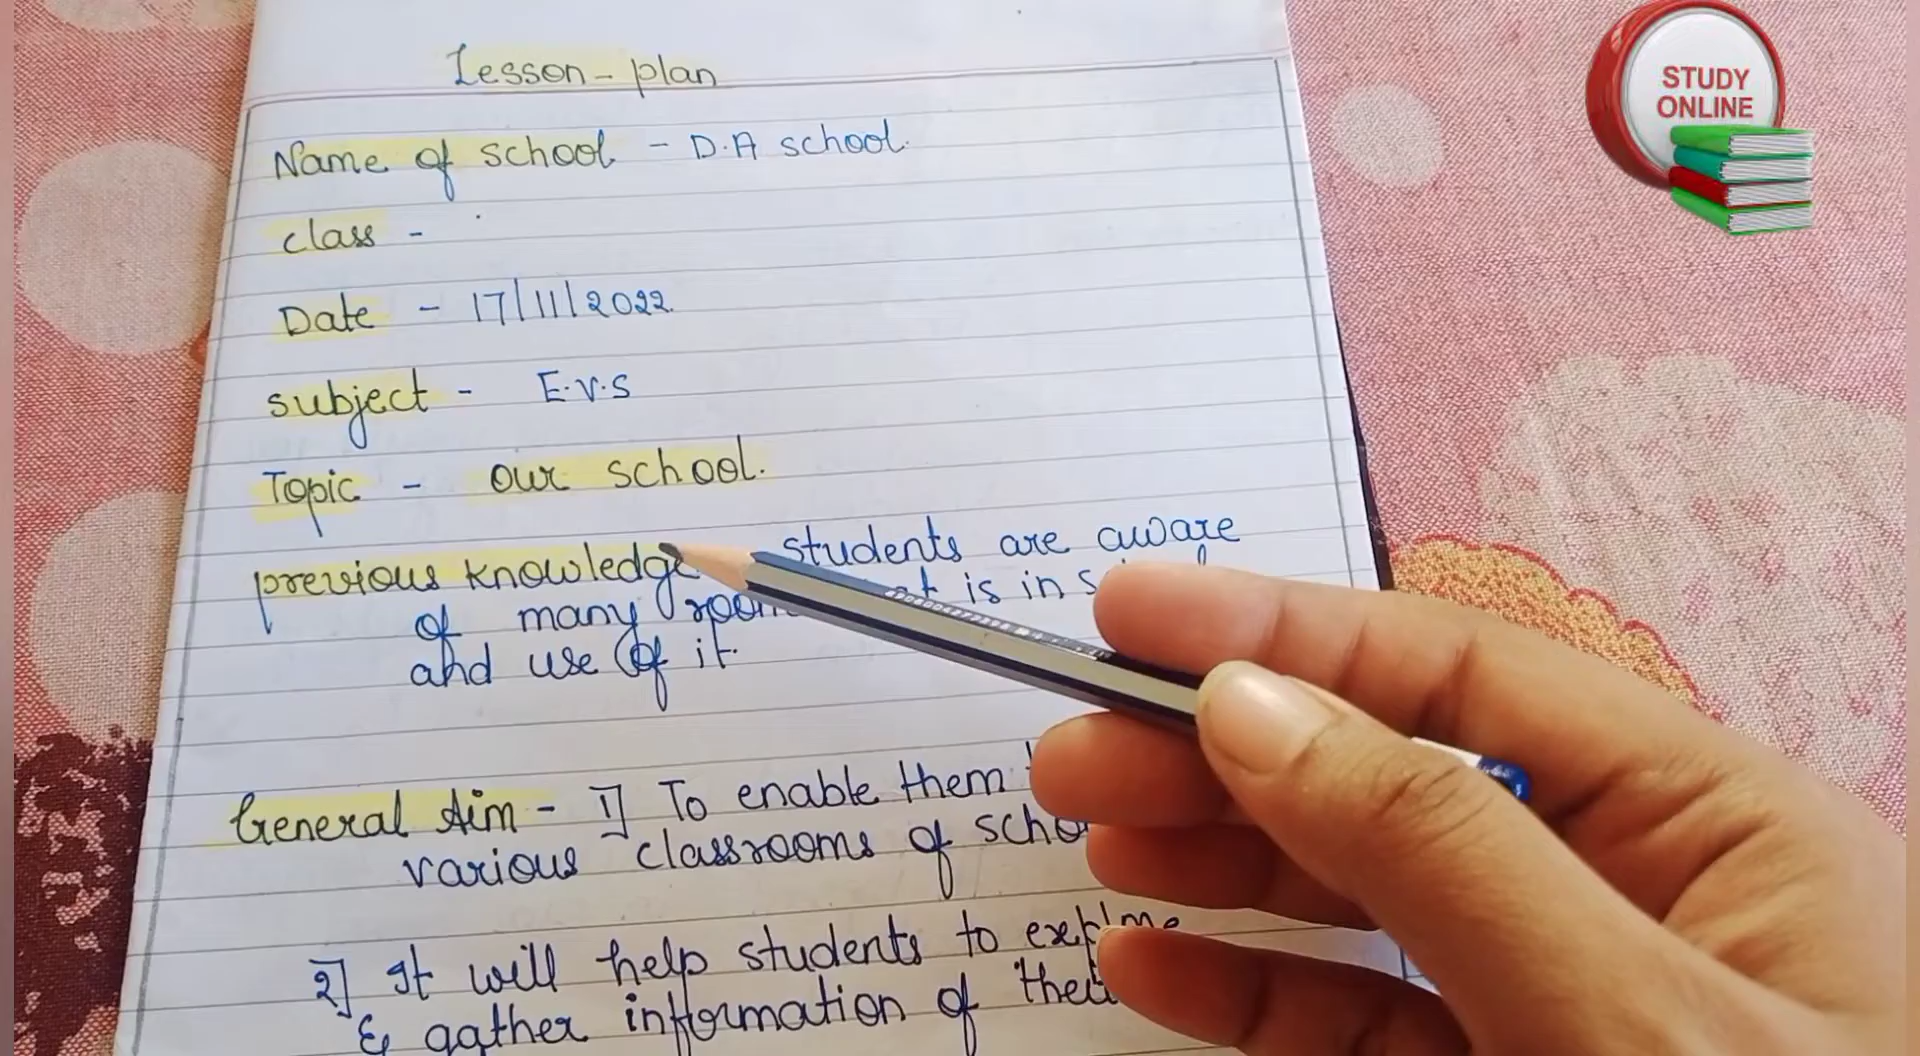 Lesson - plan
Name of school - D.A school.
class -
Date - 17/11/2022.
subject - E.V.S
Topic - our school.
previous knowledge students are aware
of many is in
and use of it.
General Aim - 1] To enable them
various classrooms of
2] It will help students to
& gather information of
STUDY
ONLINE